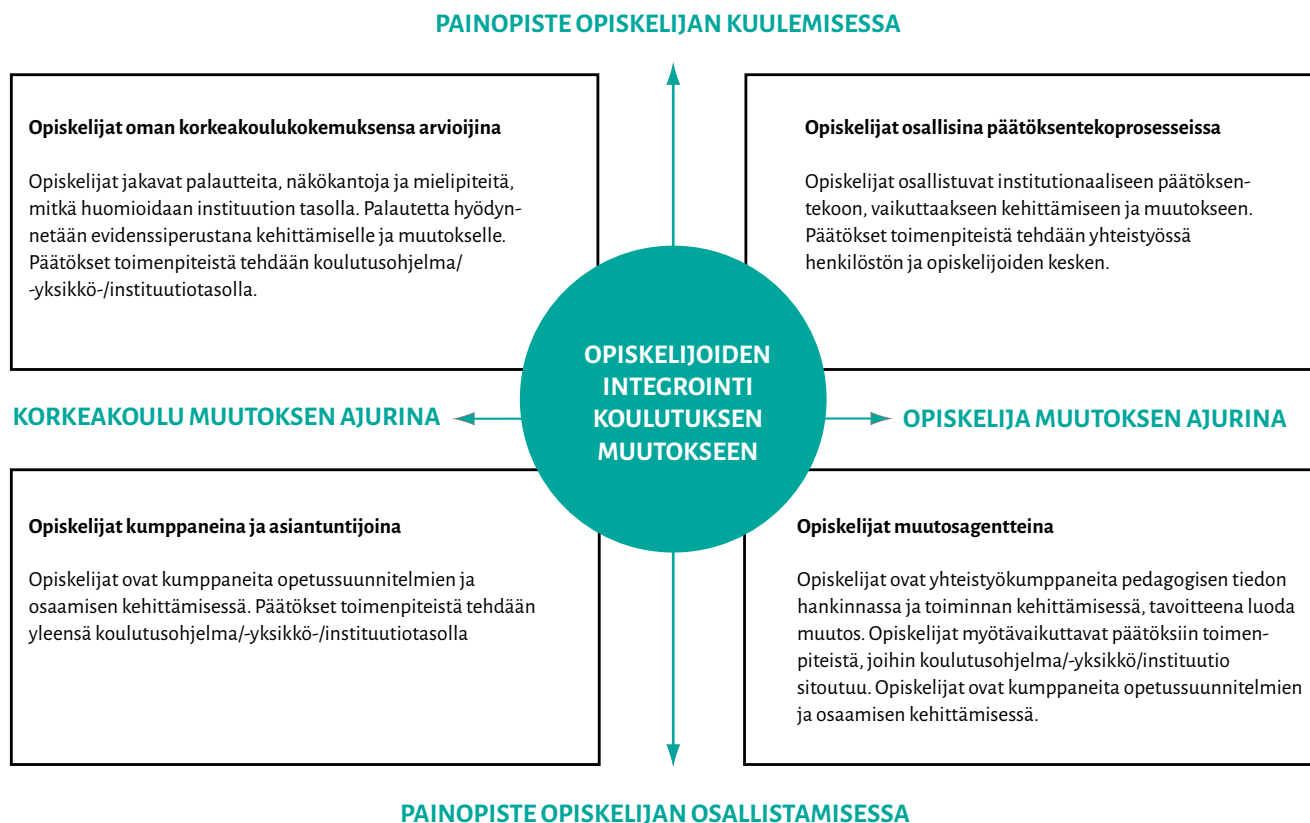 PAINOPISTE OPISKELIJAN KUULEMISESSA
Opiskelijat oman korkeakoulukokemuksensa arvioijina
Opiskelijat jakavat palautteita, näkökantoja ja mielipiteitä,
mitkä huomioidaan instituution tasolla. Palautetta hyödyn-
netään evidenssiperustana kehittämiselle ja muutokselle.
Päätökset toimenpiteistä tehdään koulutusohjelma/
-yksikkö-/instituutiotasolla.
Opiskelijat osallisina päätöksentekoprosesseissa
Opiskelijat osallistuvat institutionaaliseen päätöksen-
tekoon, vaikuttaakseen kehittämiseen ja muutokseen.
Päätökset toimenpiteistä tehdään yhteistyössä
henkilöstön ja opiskelijoiden kesken.
KORKEAKOULU MUUTOKSEN AJURINA
OPISKELIJOIDEN
INTEGROINTI
KOULUTUKSEN
MUUTOKSEEN
OPISKELIJA MUUTOKSEN AJURINA
Opiskelijat kumppaneina ja asiantuntijoina
Opiskelijat ovat kumppaneita opetussuunnitelmien ja
osaamisen kehittämisessä. Päätökset toimenpiteistä tehdään
yleensä koulutusohjelma/-yksikkö-/instituutiotasolla
Opiskelijat muutosagentteina
Opiskelijat ovat yhteistyökumppaneita pedagogisen tiedon
hankinnassa ja toiminnan kehittämisessä, tavoitteena luoda
muutos. Opiskelijat myötävaikuttavat päätöksiin toimen-
piteistä, joihin koulutusohjelma/-yksikkö/instituutio
sitoutuu. Opiskelijat ovat kumppaneita opetussuunnitelmien
ja osaamisen kehittämisessä.
PAINOPISTE OPISKELIJAN OSALLISTAMISESSA